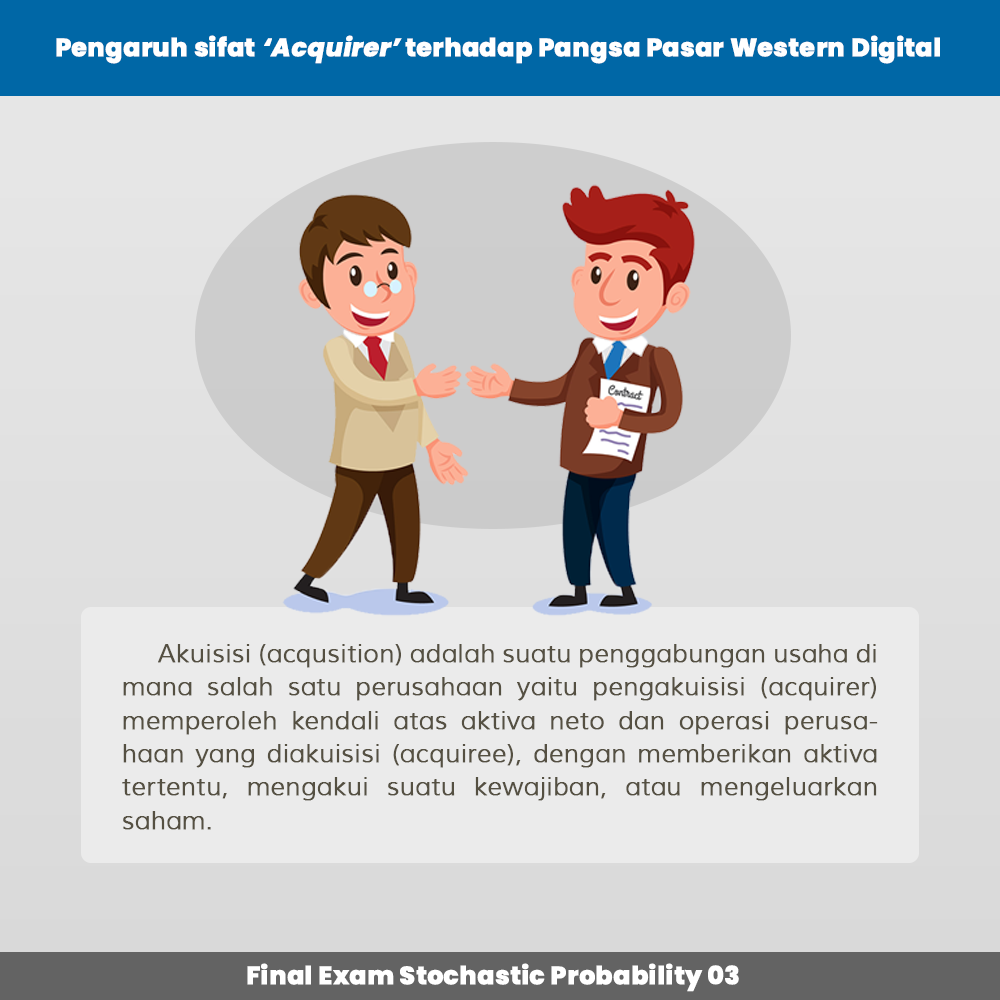 Pengaruh sifat ‘Acquirer’ terhadap Pangsa Pasar Western Digital
Contract
Akuisisi (acqusition) adalah suatu penggabungan usaha di
mana salah satu perusahaan yaitu pengakuisisi (acquirer)
memperoleh kendali atas aktiva neto dan operasi perusa-
haan yang diakuisisi (acquiree), dengan memberikan aktiva
tertentu, mengakui suatu kewajiban, atau mengeluarkan
saham.
Final Exam Stochastic Probability 03